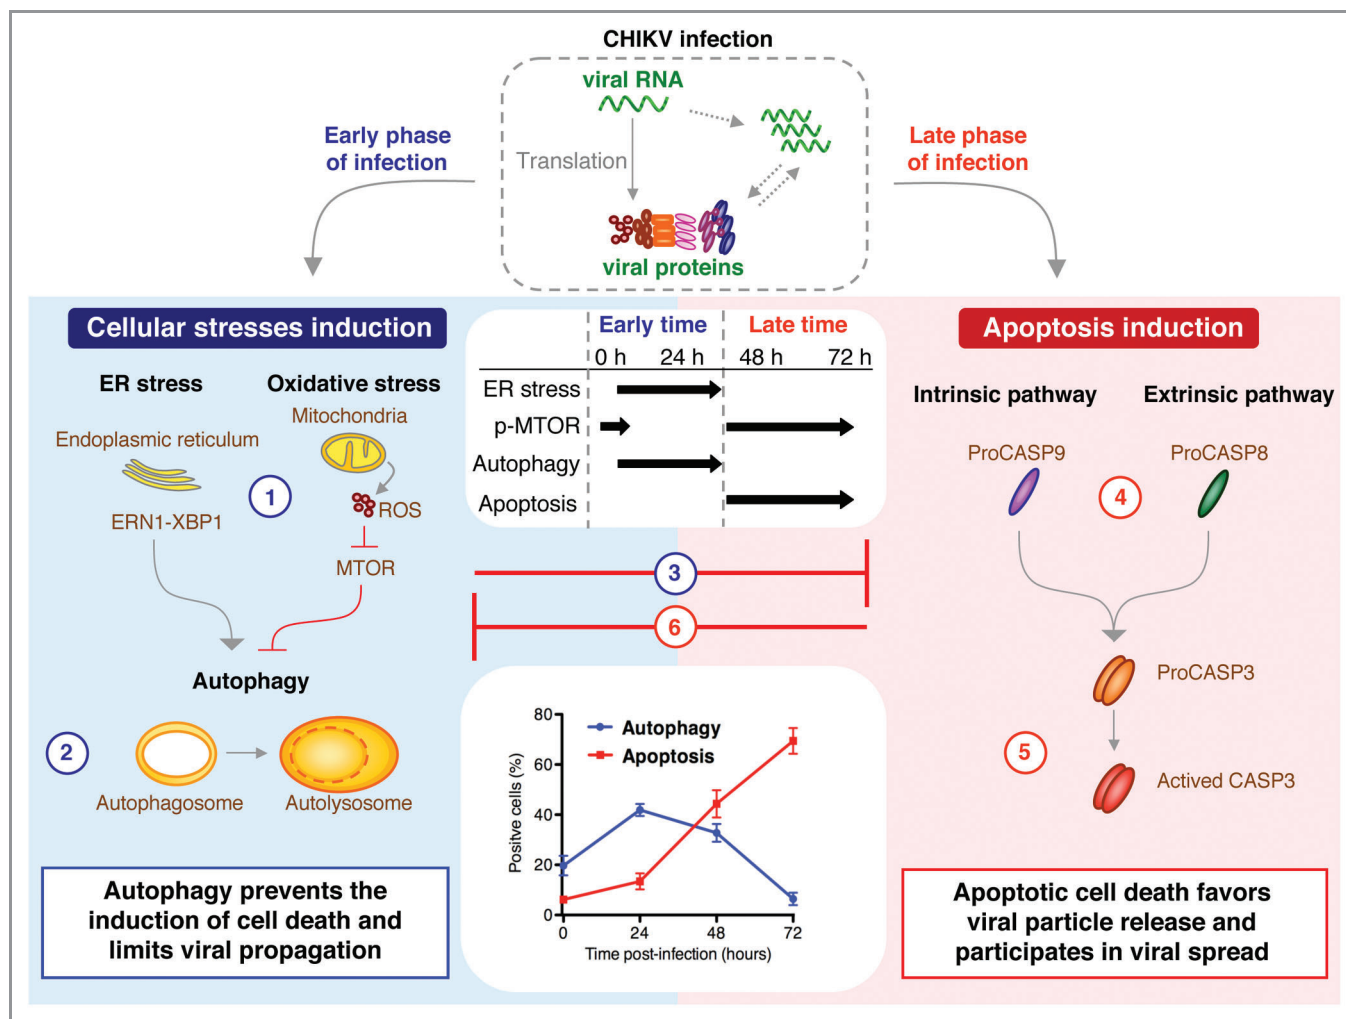 CHIKV infection
viral RNA
Translation
viral proteins
Early phase
of infection
Late phase
of infection
Cellular stresses induction
ER stress
Oxidative stress
Endoplasmic reticulum
Mitochondria
1
ROS
ERN1-XBP1
MTOR
Autophagy
2
Autophagosome
Autolysosome
Autophagy prevents the
induction of cell death and
limits viral propagation
Early time
Late time
0 h
24 h
48 h
72 h
ER stress
p-MTOR
Autophagy
Apoptosis
3
6
80
60
40
20
0
Positve cells (%)
Autophagy
Apoptosis
0
24
48
72
Time post-infection (hours)
Apoptosis induction
Intrinsic pathway
Extrinsic pathway
ProCASP9
ProCASP8
4
ProCASP3
5
Actived CASP3
Apoptotic cell death favors
viral particle release and
participates in viral spread